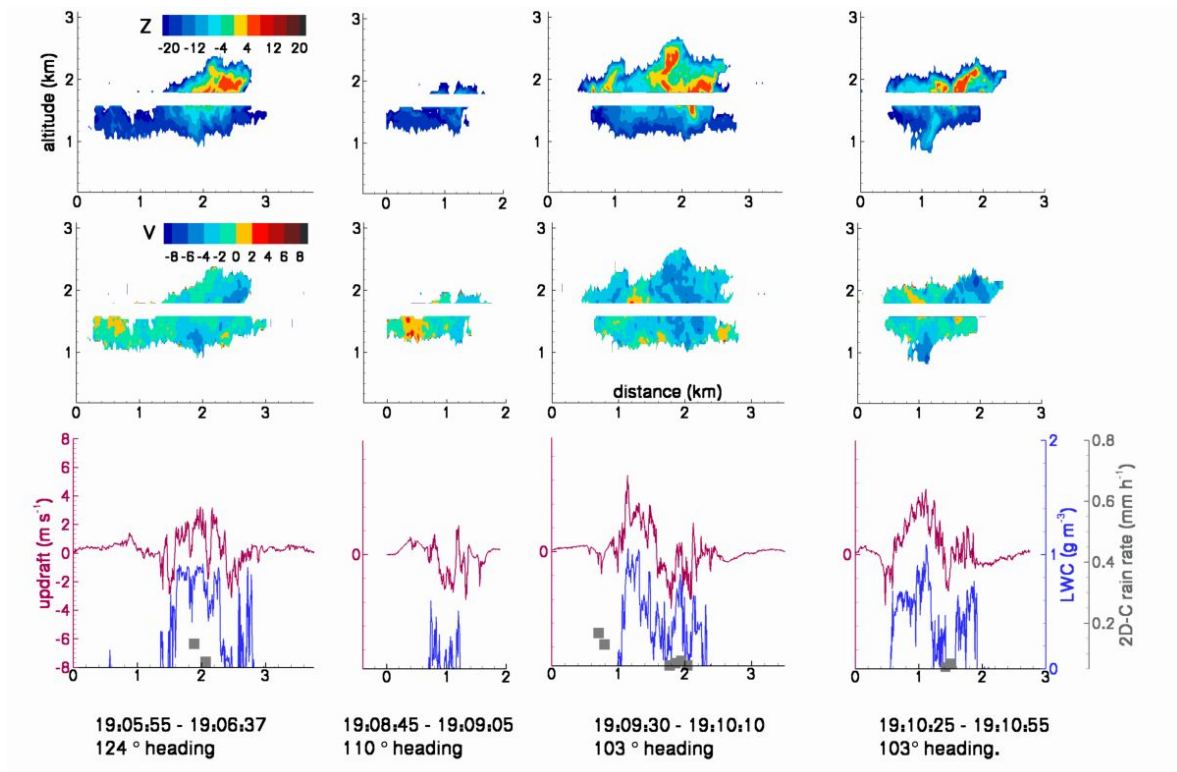 3 3 3 3
Z
-20 -12 -4 4 12 20
altitude (km)
2 2 2 2
1 1 1 1
0 1 2 3
0 1 2
0 1 2 3
0 1 2 3
3 3 3 3
V
-8 -6 -4 -2 0 2 4 6 8
2 2 2 2
1 1 1 1
distance (km)
0 1 2 3
0 1 2
0 1 2 3
0 1 2 3
8
6
4
2
0
-2
-4
-6
-8
updraft (m s⁻¹)
0
0
0
2
1
0
LWC (g m⁻³)
0.8
0.6
0.4
0.2
2D-C rain rate (mm h⁻¹)
0 1 2 3
0 1 2
0 1 2 3
0 1 2 3
19:05:55 - 19:06:37
124 ° heading
19:08:45 - 19:09:05
110 ° heading
19:09:30 - 19:10:10
103 ° heading
19:10:25 - 19:10:55
103° heading.